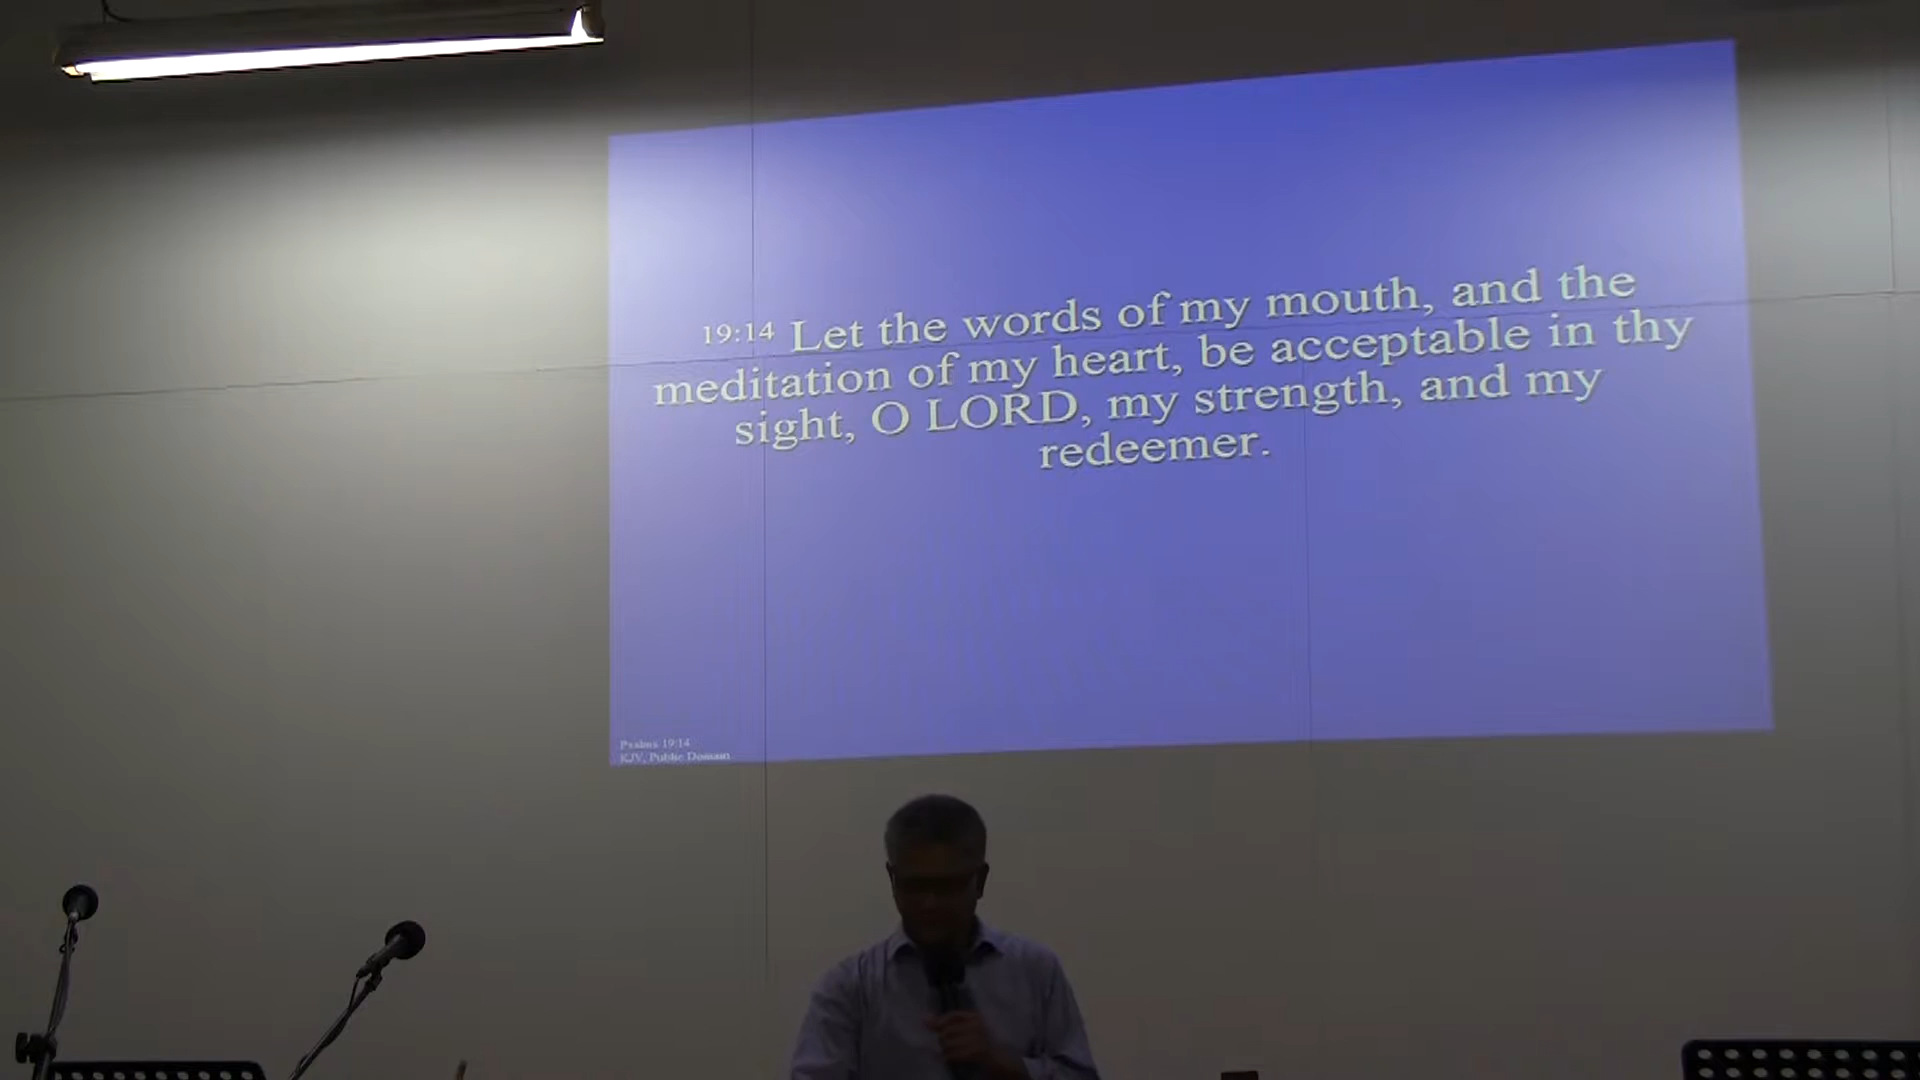 19:14 Let the words of my mouth, and the
meditation of my heart, be acceptable in thy
sight, O LORD, my strength, and my
redeemer.
Psalms 19:14
KJV, Public Domain